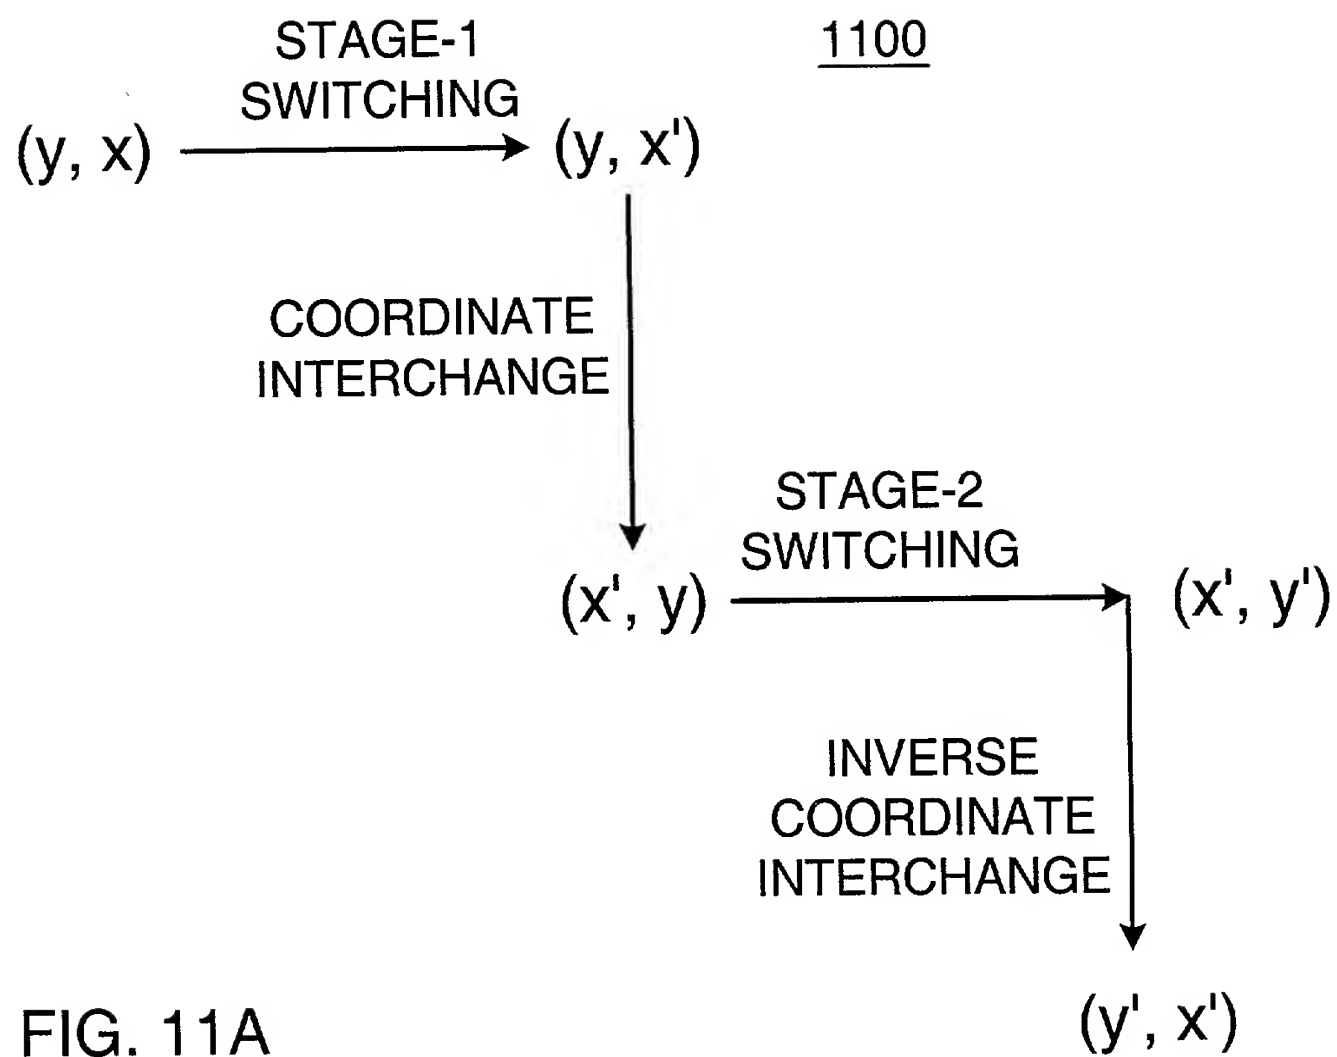 STAGE-1
SWITCHING
1100
(y, x)
(y, x')
COORDINATE
INTERCHANGE
STAGE-2
SWITCHING
(x', y)
(x', y')
INVERSE
COORDINATE
INTERCHANGE
(y', x')
FIG. 11A